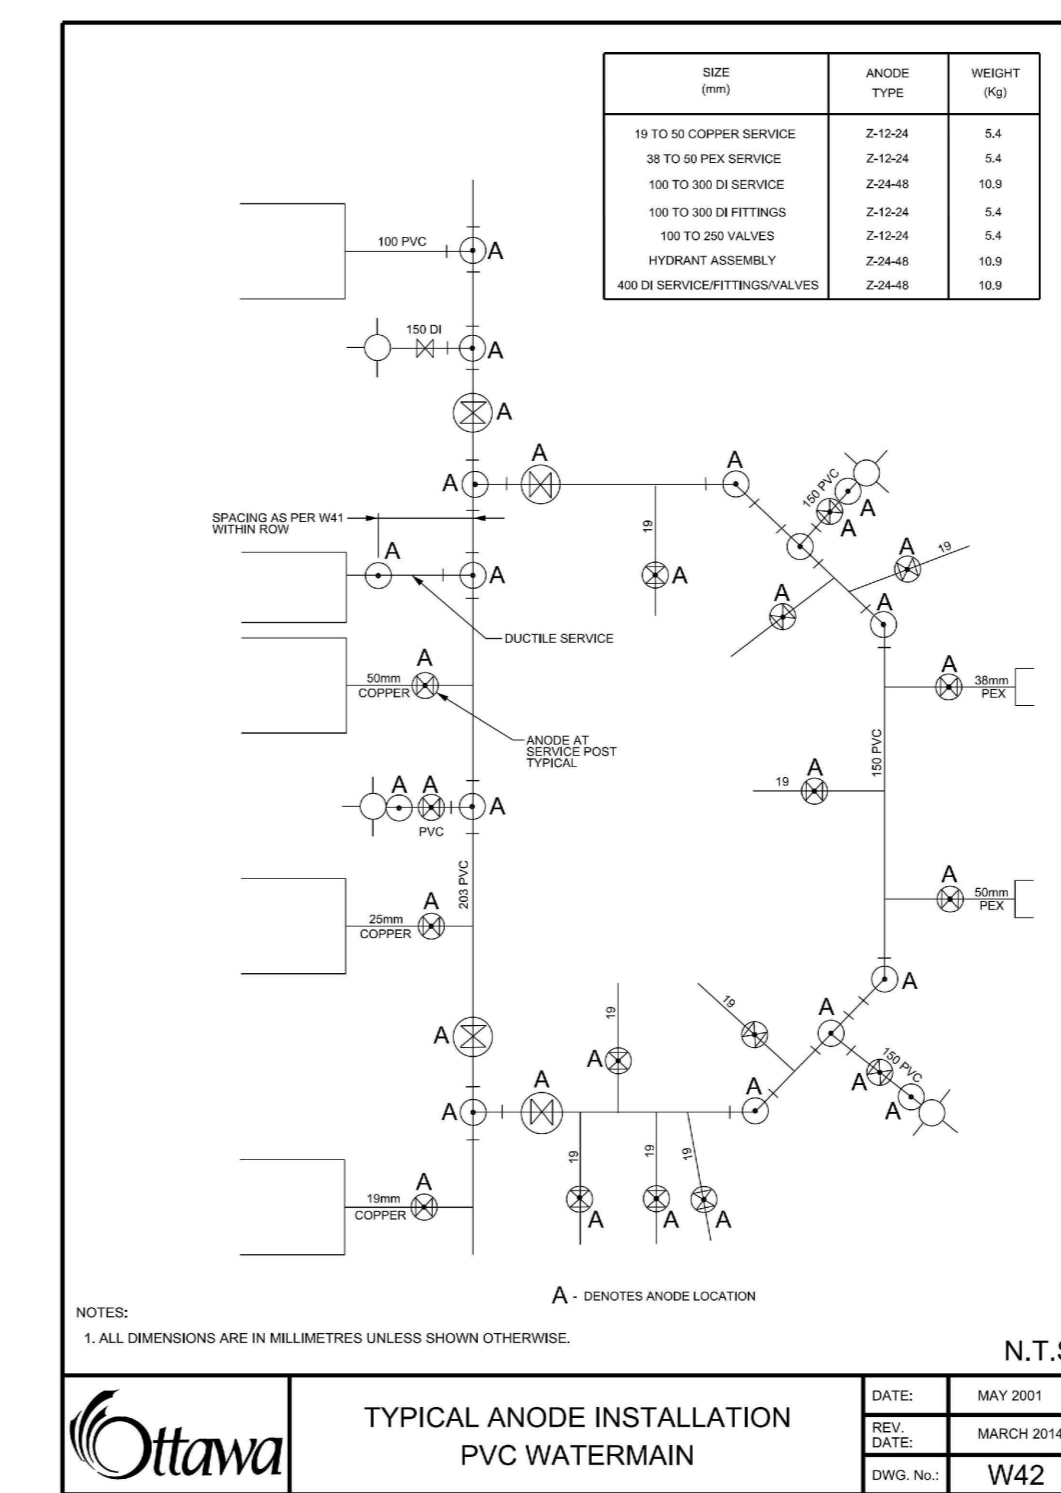 SIZE (mm) ANODE TYPE WEIGHT (Kg)
19 TO 50 COPPER SERVICE Z-12-24 5.4
38 TO 50 PEX SERVICE Z-12-24 5.4
100 TO 300 DI SERVICE Z-24-48 10.9
100 TO 300 DI FITTINGS Z-12-24 5.4
100 TO 250 VALVES Z-12-24 5.4
HYDRANT ASSEMBLY Z-24-48 10.9
400 DI SERVICE/FITTINGS/VALVES Z-24-48 10.9
100 PVC
A
150 DI
A
A
A
A
A
150 PVC
A
A
SPACING AS PER W41
WITHIN ROW
A
A
19
A
A
19
A
A
DUCTILE SERVICE
50mm
COPPER
A
A
38mm
PEX
ANODE AT
SERVICE POST
TYPICAL
150 PVC
19
A
A
A
A
PVC
203 PVC
25mm
COPPER
A
A
50mm
PEX
A
A
19
A
19
A
150 PVC
A
A
A
A
A
19
A
19
A
19
A
19mm
COPPER
A
A - DENOTES ANODE LOCATION
NOTES:
1. ALL DIMENSIONS ARE IN MILLIMETRES UNLESS SHOWN OTHERWISE.
N.T.S
Ottawa
TYPICAL ANODE INSTALLATION
PVC WATERMAIN
DATE: MAY 2001
REV.
DATE: MARCH 2014
DWG. No.: W42